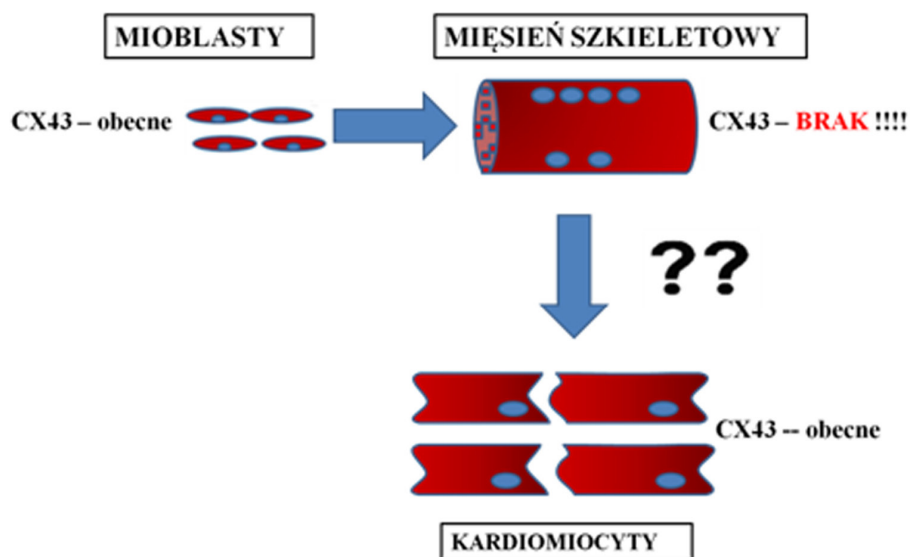 MIOBLASTY
MIĘSIEŃ SZKIELETOWY
CX43 – obecne
CX43 – BRAK !!!!
??
CX43 -- obecne
KARDIOMIOCYTY